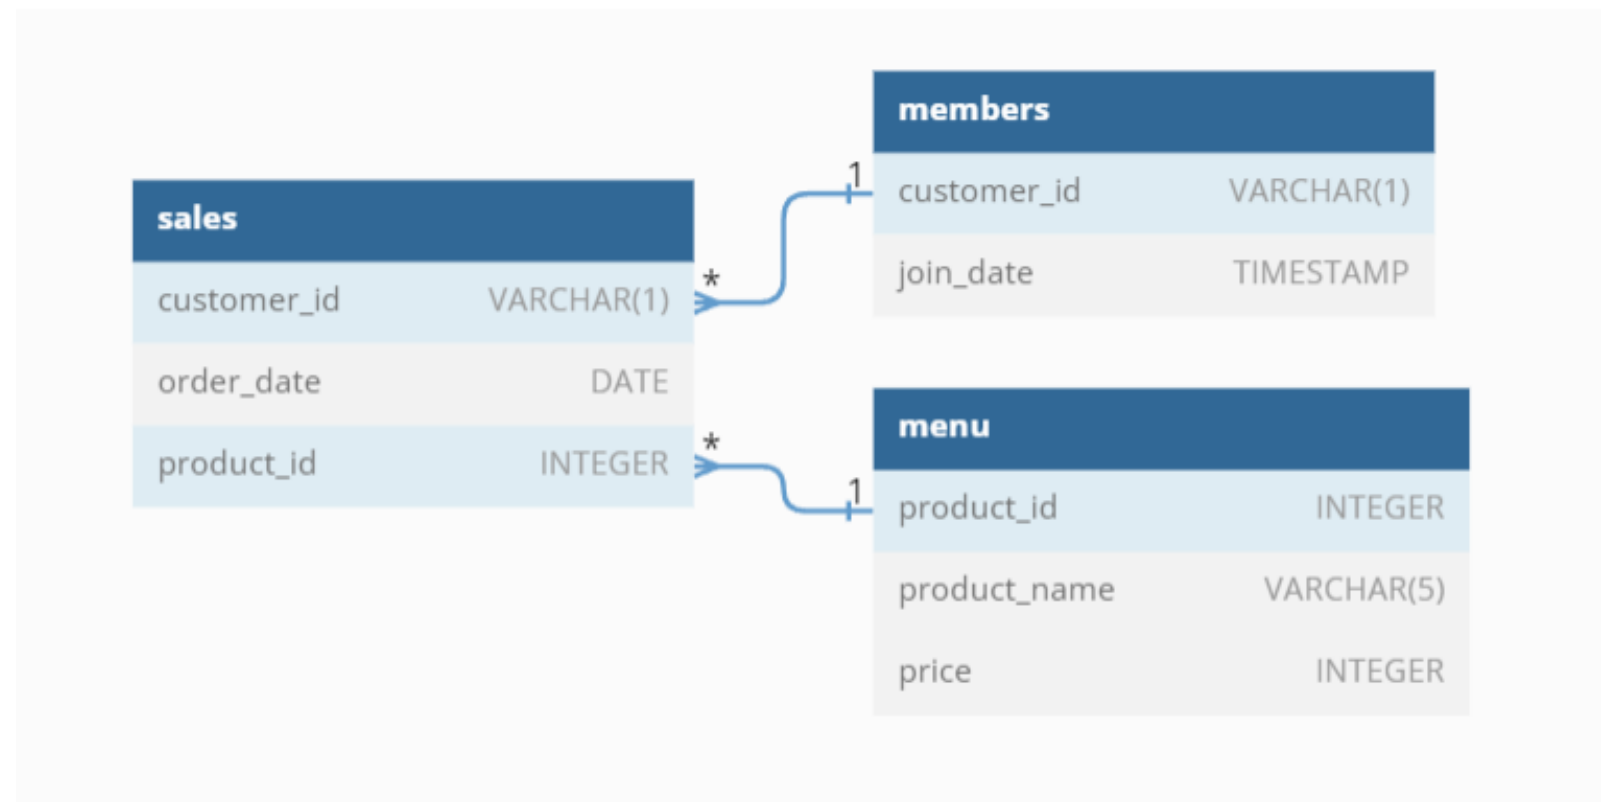 sales
customer_id VARCHAR(1)
order_date DATE
product_id INTEGER
*
*
1
1
members
customer_id VARCHAR(1)
join_date TIMESTAMP
menu
product_id INTEGER
product_name VARCHAR(5)
price INTEGER